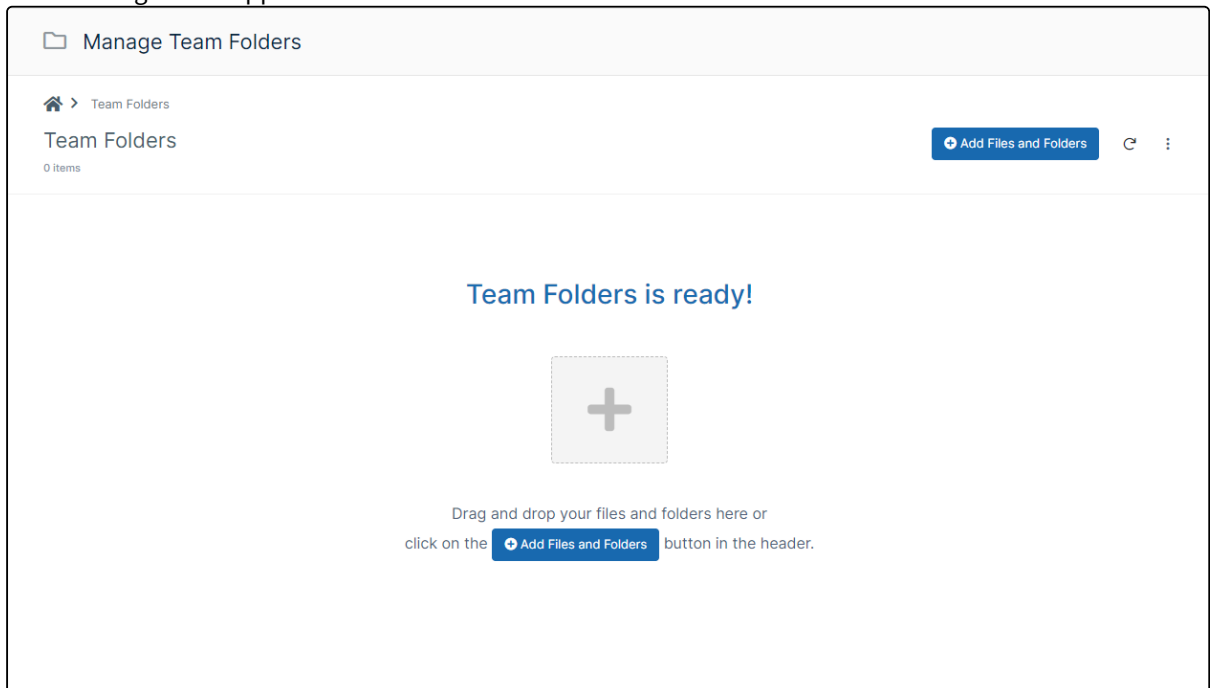 Manage Team Folders
Team Folders
Team Folders
0 items
Add Files and Folders
Team Folders is ready!
Drag and drop your files and folders here or
click on the Add Files and Folders button in the header.